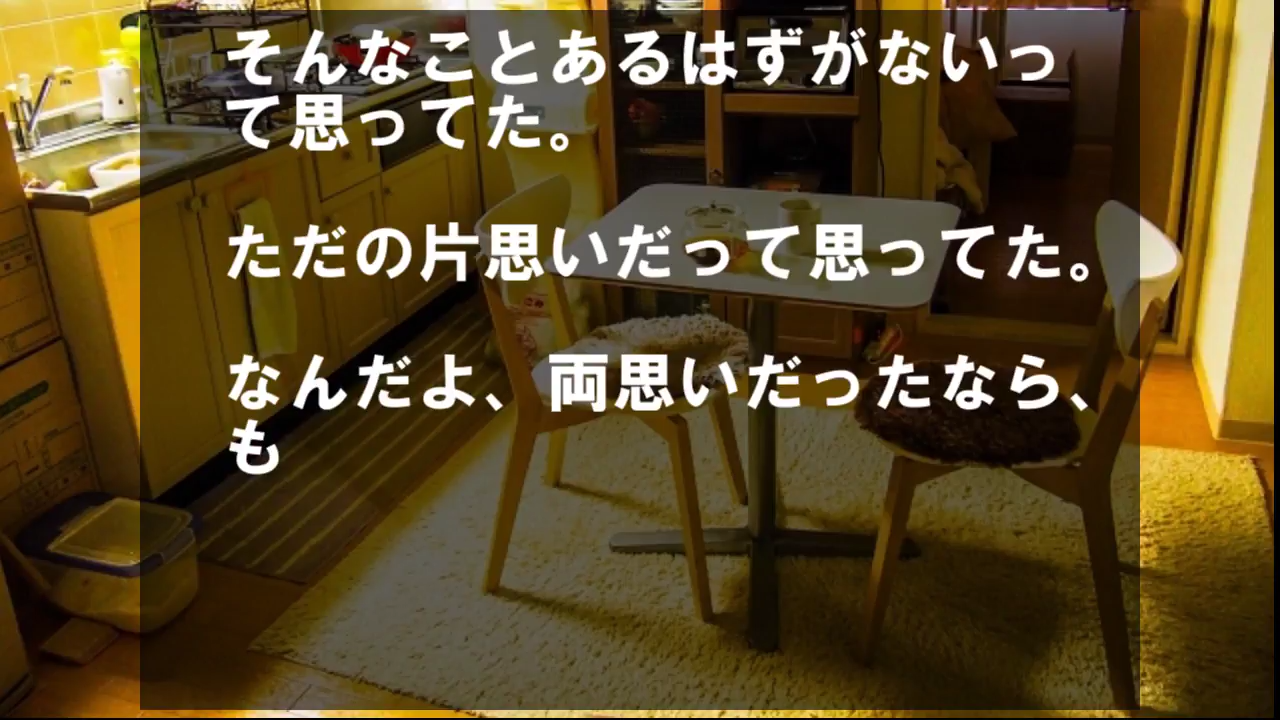 そんなことあるはずがないっ
て思ってた。
ただの片思いだって思ってた。
なんだよ、両思いだったなら、
も